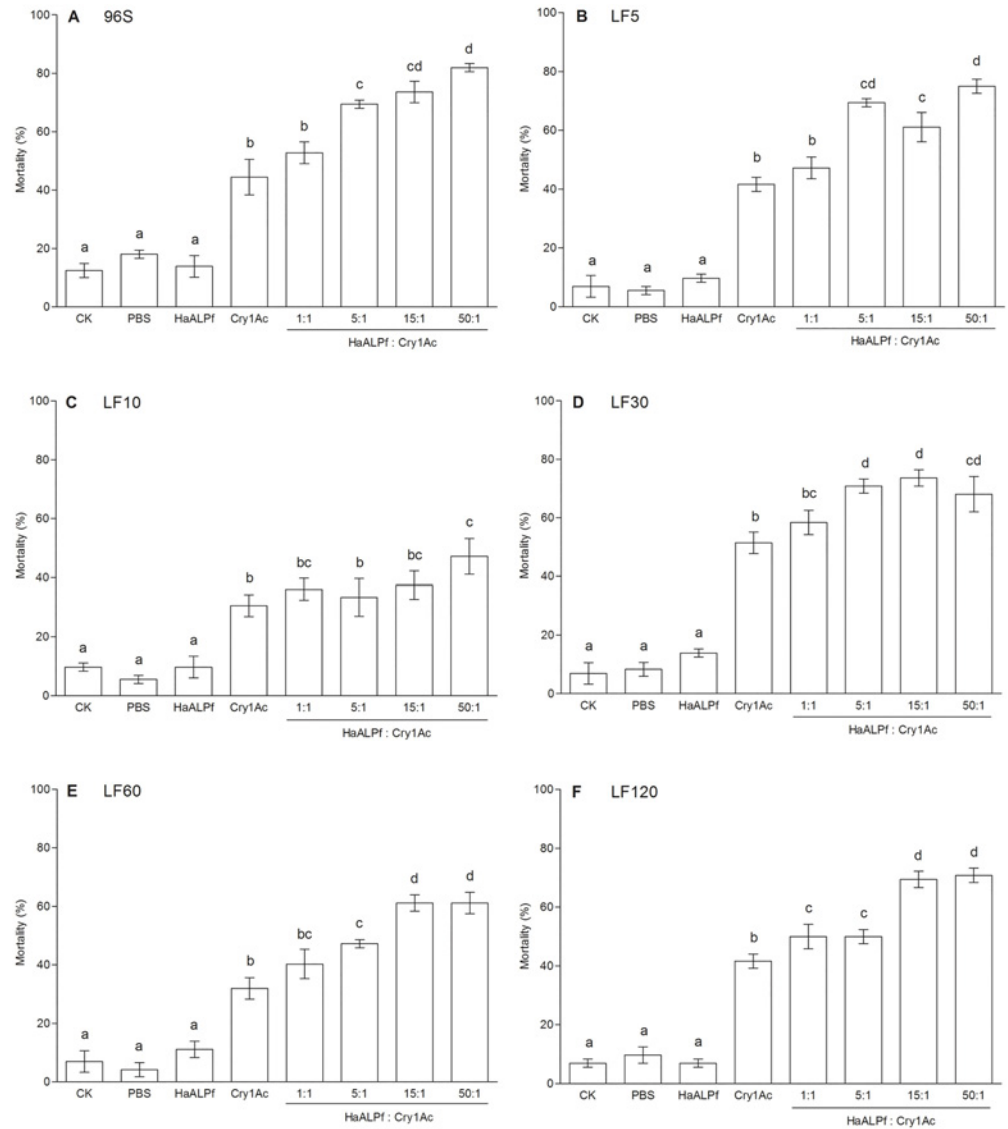 A 96S
100
80
60
40
20
0
Mortality (%)
a
a
a
b
b
c
cd
d
CK PBS HaALPf Cry1Ac 1:1 5:1 15:1 50:1
HaALPf : Cry1Ac
B LF5
100
80
60
40
20
0
Mortality (%)
a
a
a
b
b
cd
c
d
CK PBS HaALPf Cry1Ac 1:1 5:1 15:1 50:1
HaALPf : Cry1Ac
C LF10
100
80
60
40
20
0
Mortality (%)
a
a
a
b
bc
b
bc
c
CK PBS HaALPf Cry1Ac 1:1 5:1 15:1 50:1
HaALPf : Cry1Ac
D LF30
100
80
60
40
20
0
Mortality (%)
a
a
a
b
bc
d
d
cd
CK PBS HaALPf Cry1Ac 1:1 5:1 15:1 50:1
HaALPf : Cry1Ac
E LF60
100
80
60
40
20
0
Mortality (%)
a
a
a
b
bc
c
d
d
CK PBS HaALPf Cry1Ac 1:1 5:1 15:1 50:1
HaALPf : Cry1Ac
F LF120
100
80
60
40
20
0
Mortality (%)
a
a
a
b
c
c
d
d
CK PBS HaALPf Cry1Ac 1:1 5:1 15:1 50:1
HaALPf : Cry1Ac